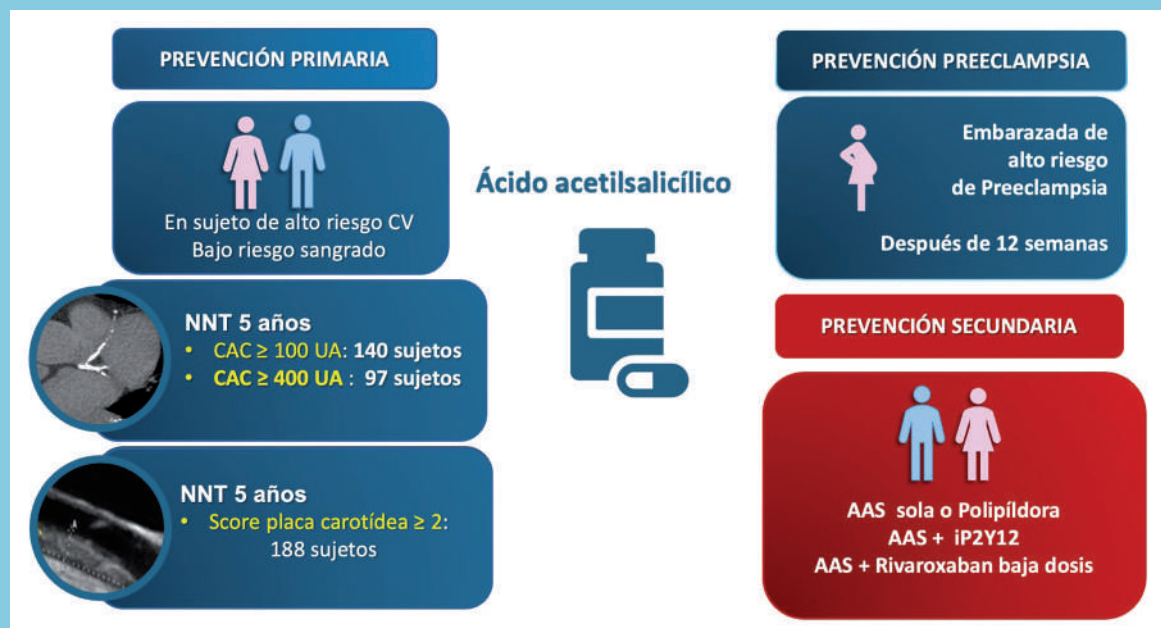 PREVENCIÓN PRIMARIA
En sujeto de alto riesgo CV
Bajo riesgo sangrado
NNT 5 años
• CAC ≥ 100 UA: 140 sujetos
• CAC ≥ 400 UA : 97 sujetos
NNT 5 años
• Score placa carotídea ≥ 2:
188 sujetos
Ácido acetilsalicílico
PREVENCIÓN PREECLAMPSIA
Embarazada de
alto riesgo
de Preeclampsia
Después de 12 semanas
PREVENCIÓN SECUNDARIA
AAS sola o Polipíldora
AAS + iP2Y12
AAS + Rivaroxaban baja dosis